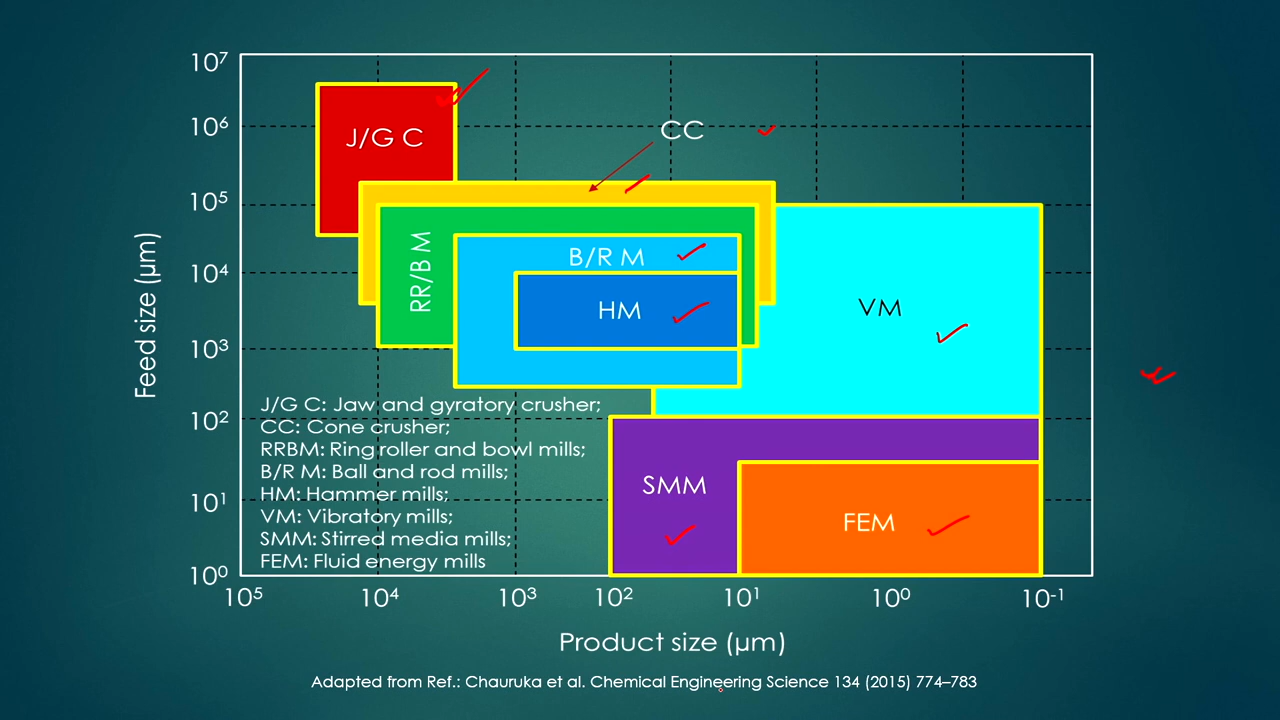 10⁷
J/G C
CC
10⁶
10⁵
RR/B M
B/R M
10⁴
HM
VM
Feed size (μm)
10³
J/G C: Jaw and gyratory crusher;
10²
CC: Cone crusher;
RRBM: Ring roller and bowl mills;
B/R M: Ball and rod mills;
SMM
HM: Hammer mills;
10¹
VM: Vibratory mills;
FEM
SMM: Stirred media mills;
FEM: Fluid energy mills
10⁰
10⁵ 10⁴ 10³ 10² 10¹ 10⁰ 10⁻¹
Product size (μm)
Adapted from Ref.: Chauruka et al. Chemical Engineering Science 134 (2015) 774–783